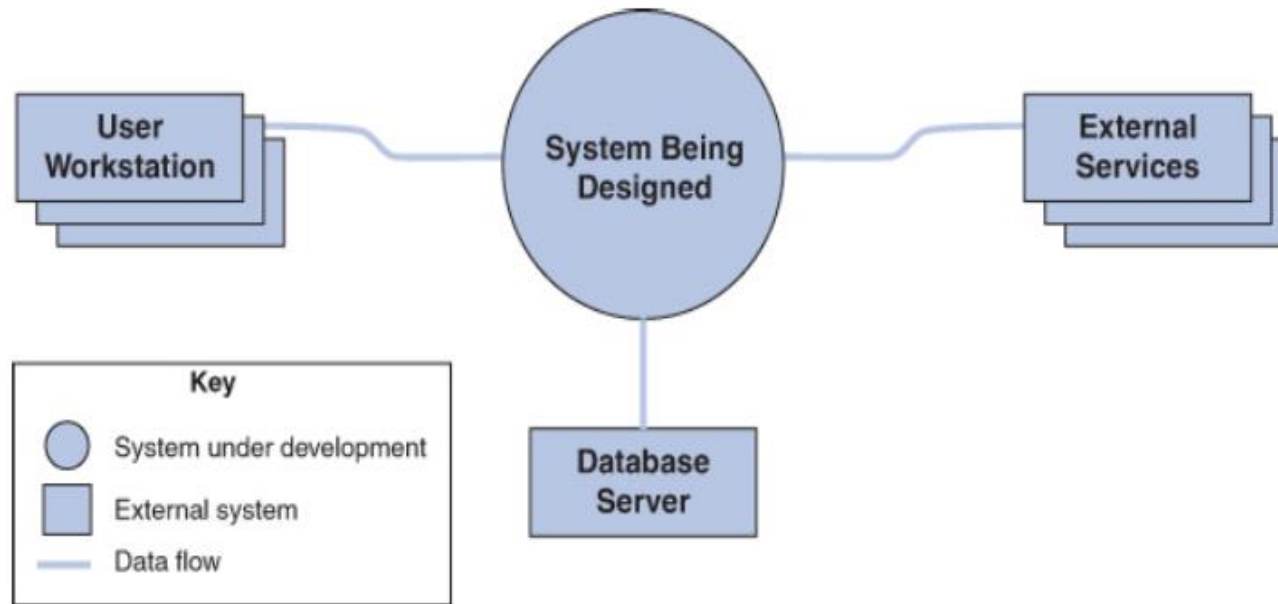 User
Workstation
System Being
Designed
External
Services
Database
Server
Key
System under development
External system
Data flow